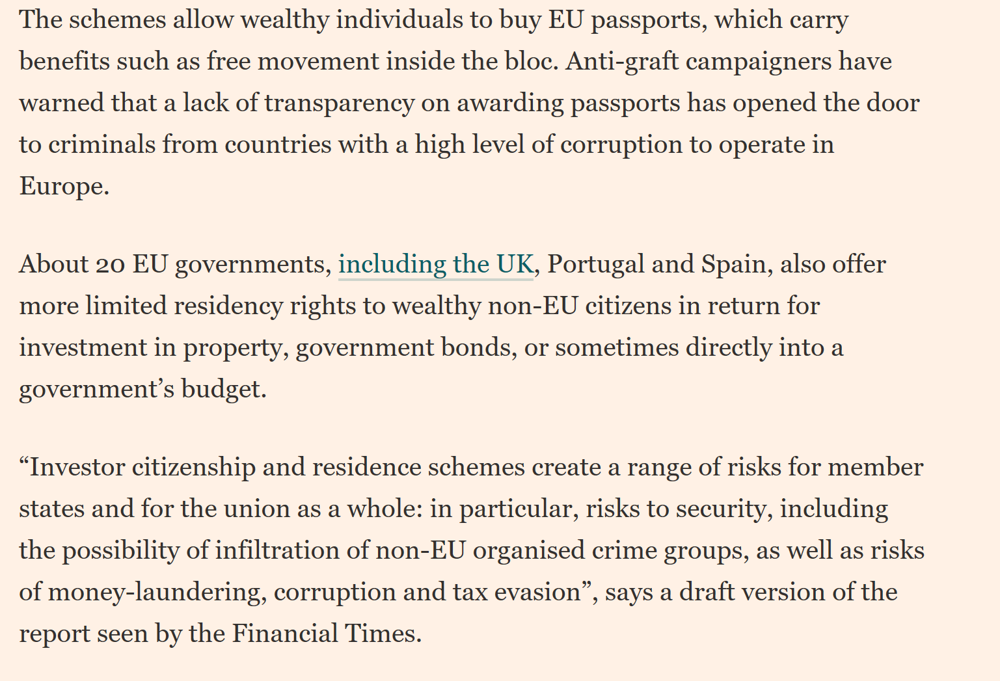 The schemes allow wealthy individuals to buy EU passports, which carry
benefits such as free movement inside the bloc. Anti-graft campaigners have
warned that a lack of transparency on awarding passports has opened the door
to criminals from countries with a high level of corruption to operate in
Europe.
About 20 EU governments, including the UK, Portugal and Spain, also offer
more limited residency rights to wealthy non-EU citizens in return for
investment in property, government bonds, or sometimes directly into a
government’s budget.
“Investor citizenship and residence schemes create a range of risks for member
states and for the union as a whole: in particular, risks to security, including
the possibility of infiltration of non-EU organised crime groups, as well as risks
of money-laundering, corruption and tax evasion”, says a draft version of the
report seen by the Financial Times.